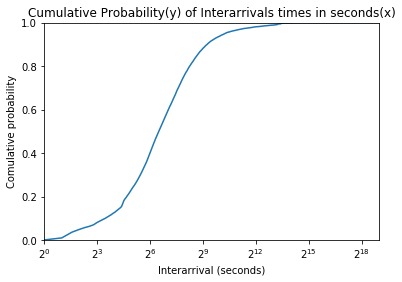 Cumulative Probability(y) of Interarrivals times in seconds(x)
1.0
0.8
0.6
0.4
0.2
0.0
Comulative probability
2^0 2^3 2^6 2^9 2^12 2^15 2^18
Interarrival (seconds)